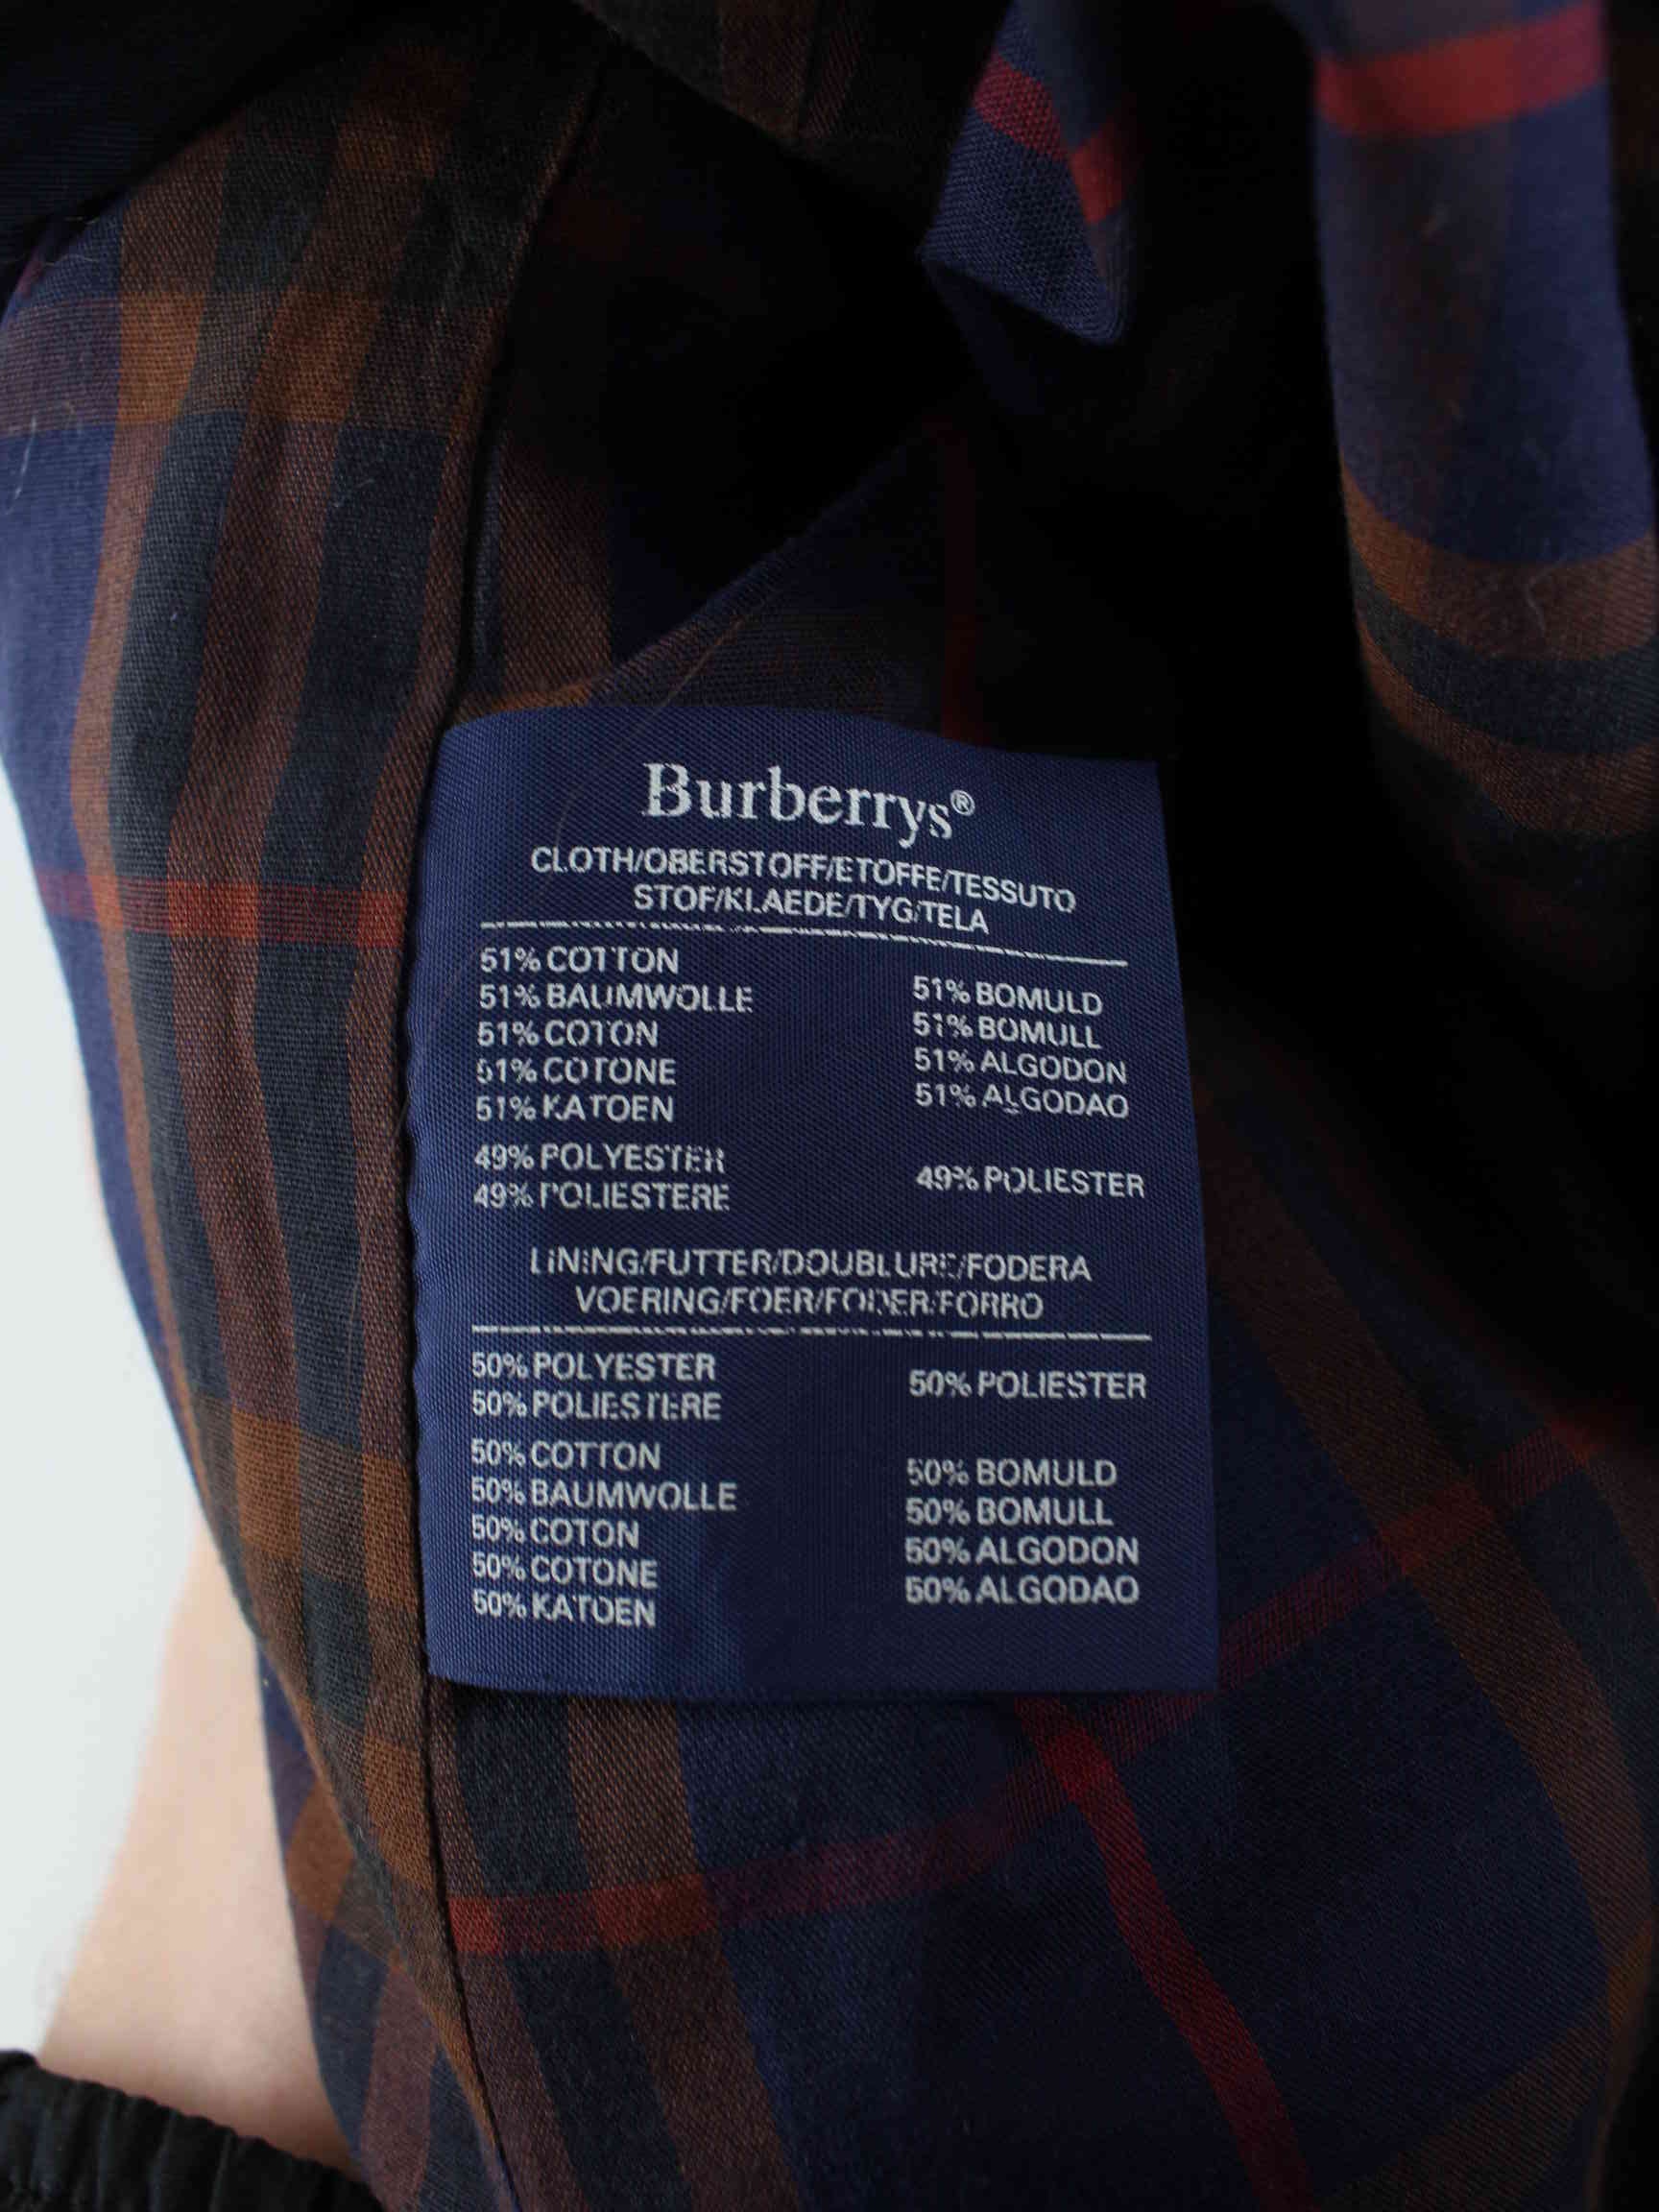 Burberrys®
CLOTH/OBERSTOFF/ETOFFE/TESSUTO
STOF/KLAEDE/TYG/TELA
51% COTTON
51% BAUMWOLLE
51% COTON
51% COTONE
51% KATOEN
51% BOMULD
51% BOMULL
51% ALGODON
51% ALGODAO
49% POLYESTER
49% POLIESTERE
49% POLIESTER
LINING/FUTTER/DOUBLURE/FODERA
VOERING/FOER/FODER/FORRO
50% POLYESTER
50% POLIESTERE
50% POLIESTER
50% COTTON
50% BAUMWOLLE
50% COTON
50% COTONE
50% KATOEN
50% BOMULD
50% BOMULL
50% ALGODON
50% ALGODAO